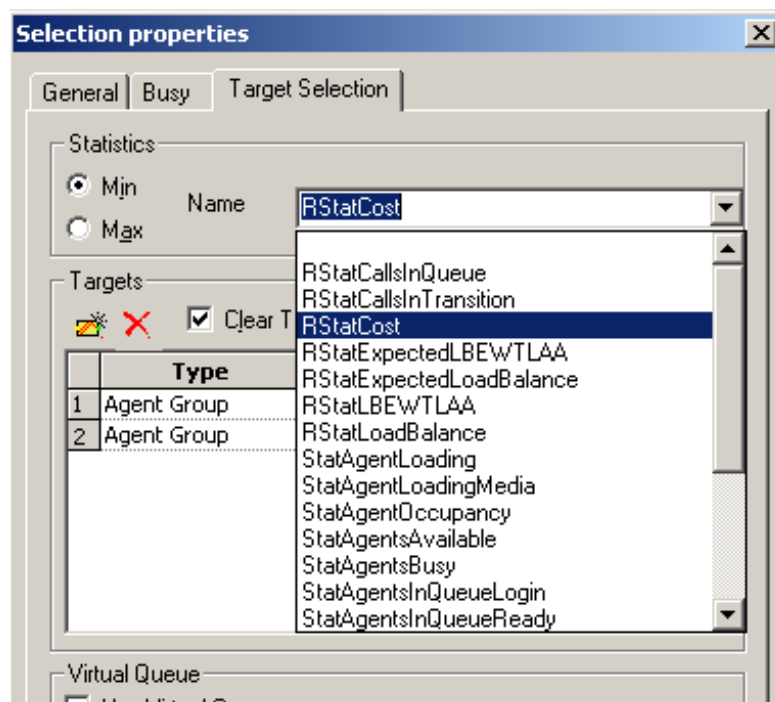 Selection properties
General Busy Target Selection
Statistics
Min
Name RStatCost
Max
RStatCallsInQueue
RStatCallsInTransition
RStatCost
RStatExpectedLBEWTLAA
RStatExpectedLoadBalance
RStatLBEWTLAA
RStatLoadBalance
StatAgentLoading
StatAgentLoadingMedia
StatAgentOccupancy
StatAgentsAvailable
StatAgentsBusy
StatAgentsInQueueLogin
StatAgentsInQueueReady
Targets
Clear T
Type
1 Agent Group
2 Agent Group
Virtual Queue